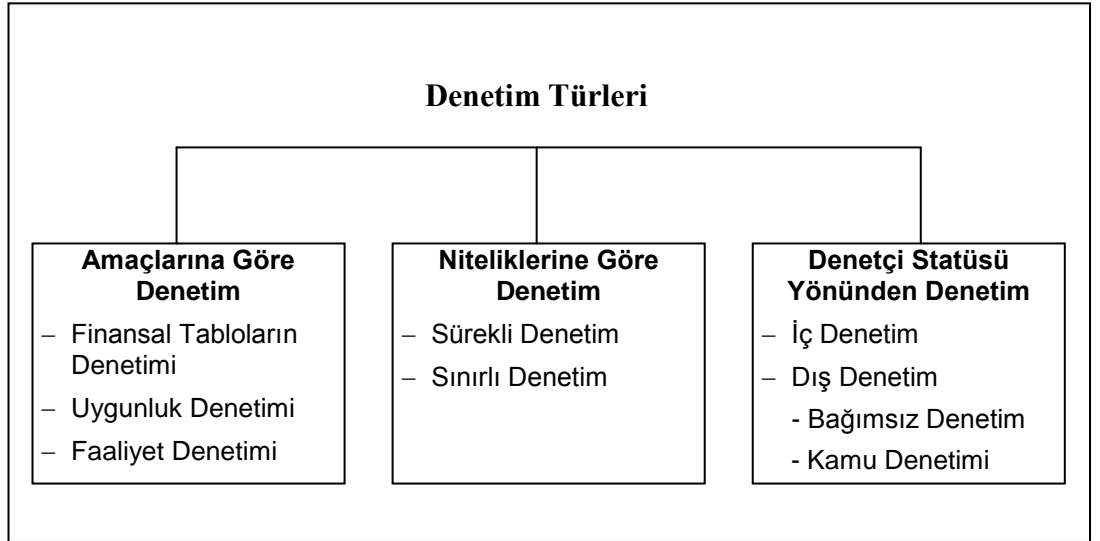 Denetim Türleri
Amaçlarına Göre
Denetim
– Finansal Tabloların
Denetimi
– Uygunluk Denetimi
– Faaliyet Denetimi
Niteliklerine Göre
Denetim
– Sürekli Denetim
– Sınırlı Denetim
Denetçi Statüsü
Yönünden Denetim
– İç Denetim
– Dış Denetim
- Bağımsız Denetim
- Kamu Denetimi